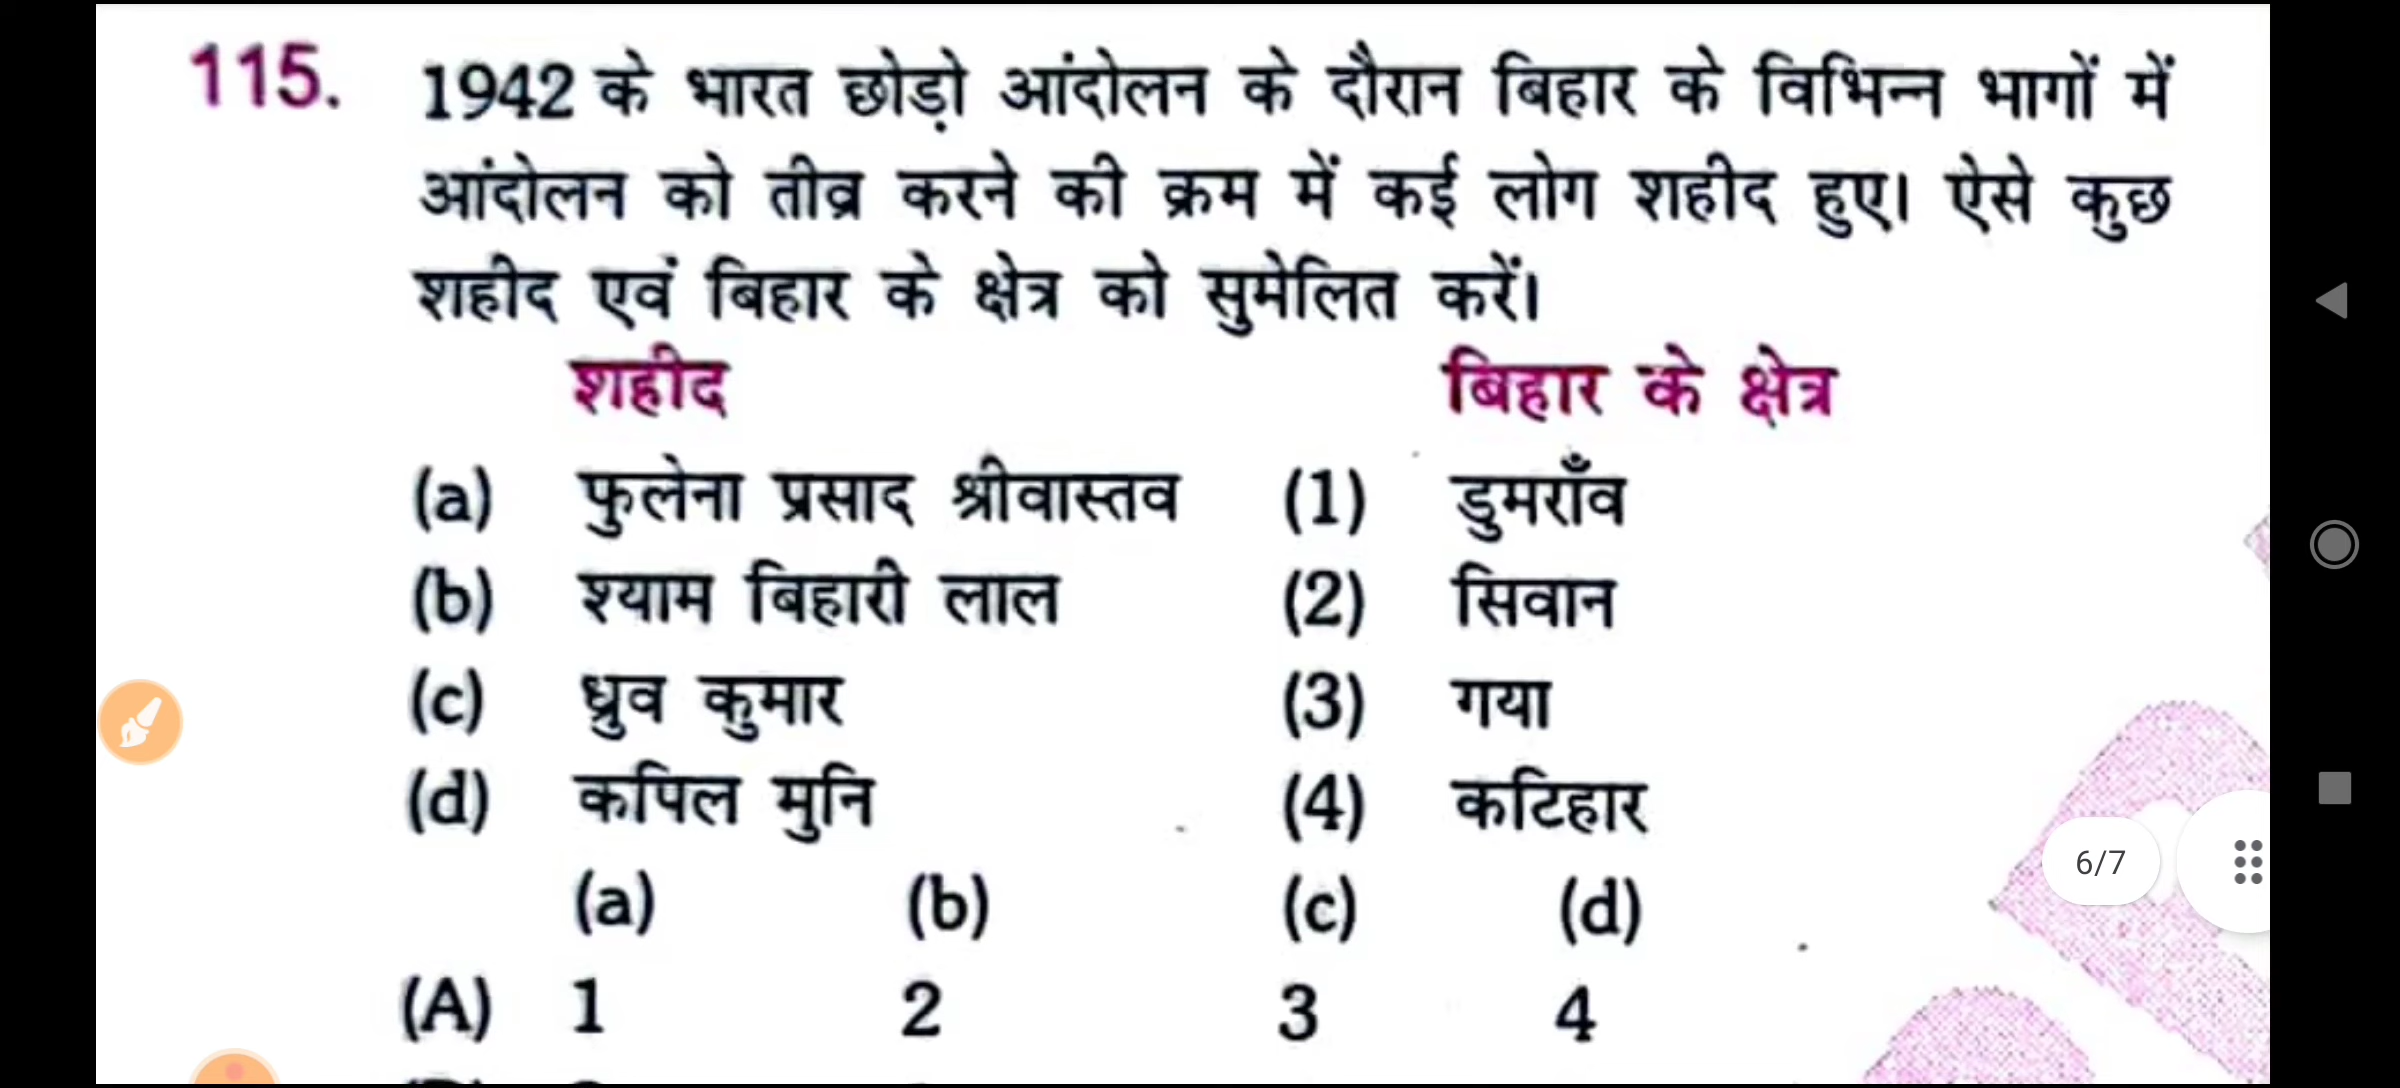 115. 1942 के भारत छोड़ो आंदोलन के दौरान बिहार के विभिन्न भागों में
आंदोलन को तीव्र करने की क्रम में कई लोग शहीद हुए। ऐसे कुछ
शहीद एवं बिहार के क्षेत्र को सुमेलित करें।
शहीद बिहार के क्षेत्र
(a) फुलेना प्रसाद श्रीवास्तव (1) डुमराँव
(b) श्याम बिहारी लाल (2) सिवान
(c) ध्रुव कुमार (3) गया
(d) कपिल मुनि (4) कटिहार
6/7
(a) (b) (c) (d)
(A) 1 2 3 4